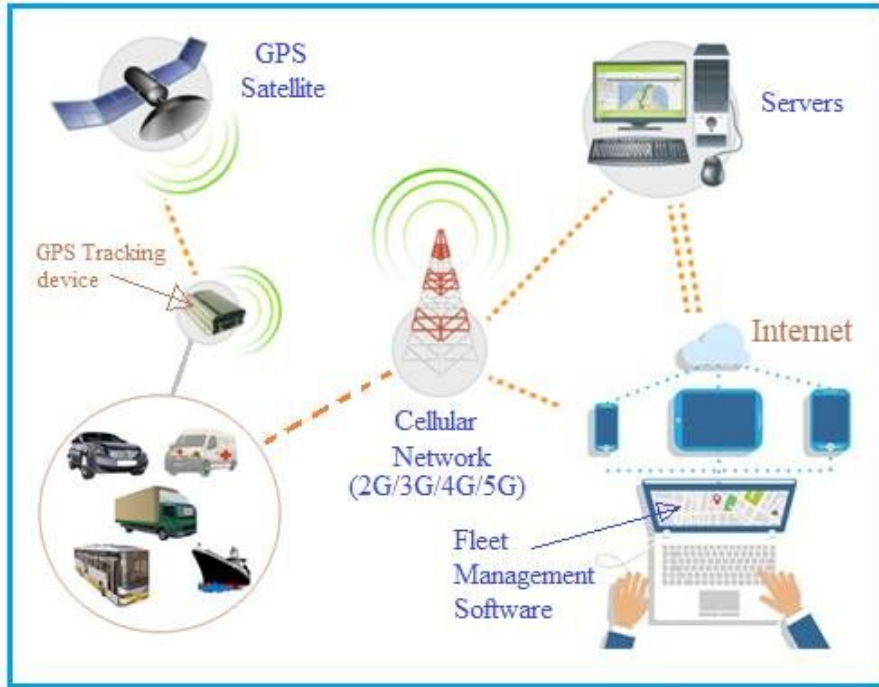 GPS
Satellite
Servers
GPS Tracking
device
Internet
Cellular
Network
(2G/3G/4G/5G)
Fleet
Management
Software